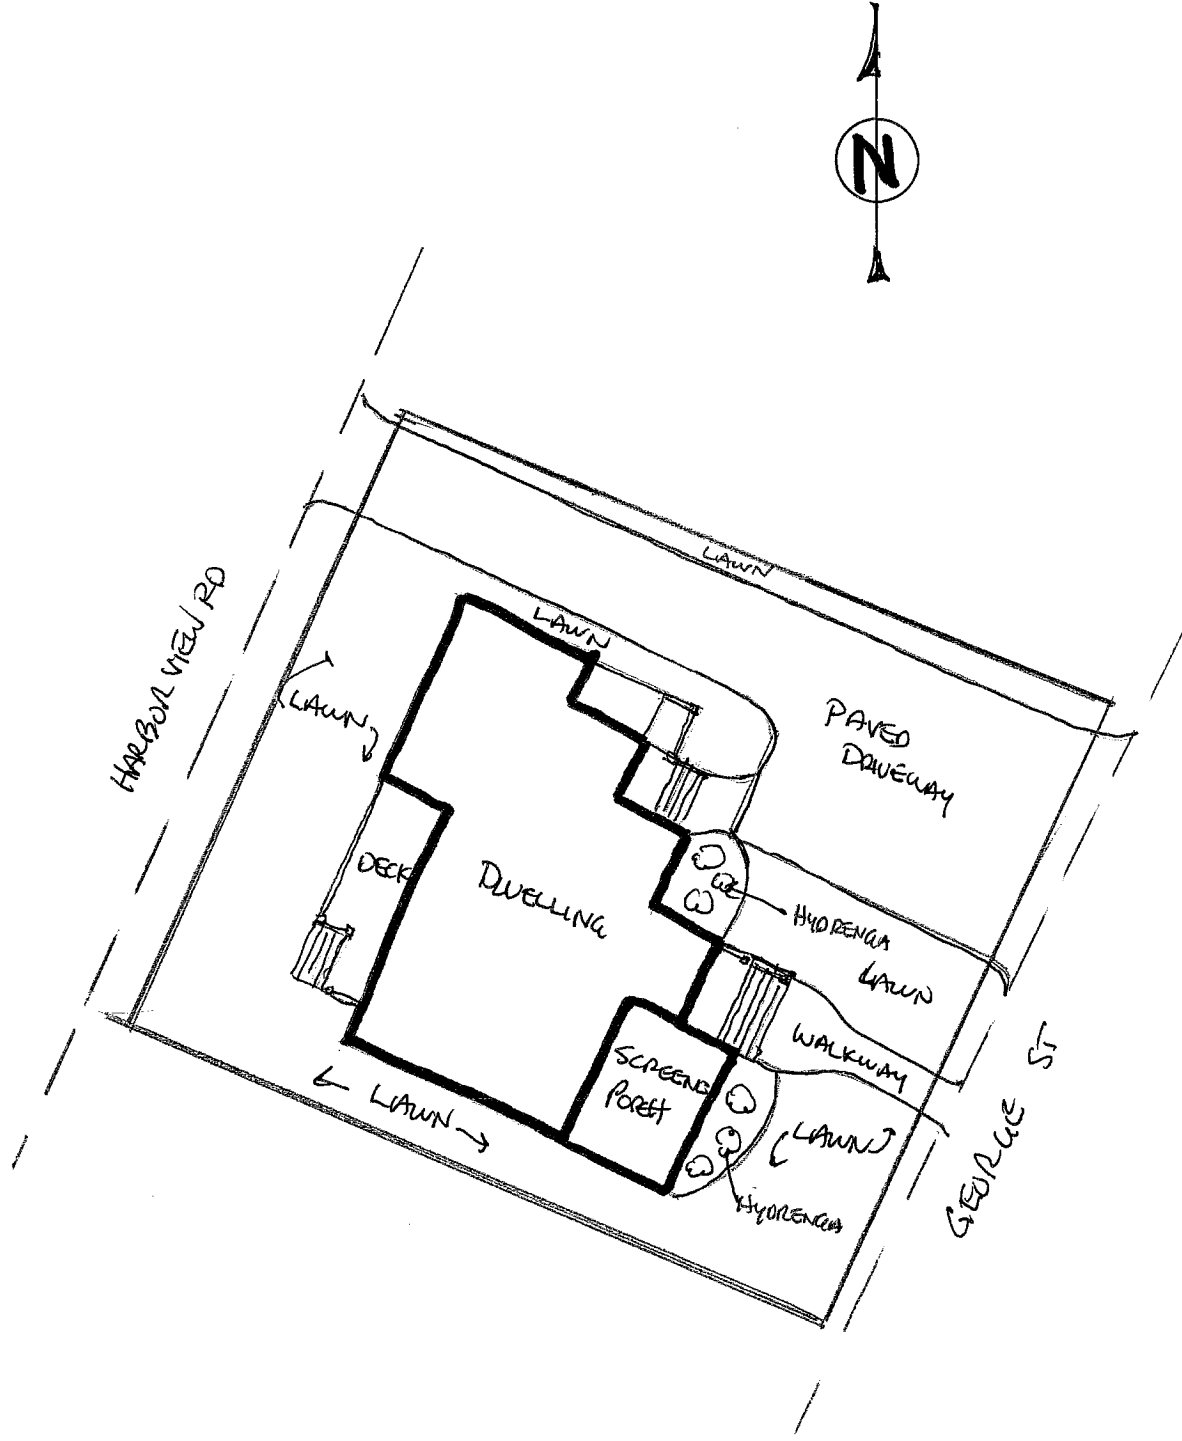 N
LAWN
LAWN
HARBOR VIEW RD
LAWN
PAVED
DRIVEWAY
DECK
DWELLING
HYDRENGA
LAWN
WALKWAY
SCREENG
PORCH
LAWN
LAWN
HYDRENGA
GEORGE ST